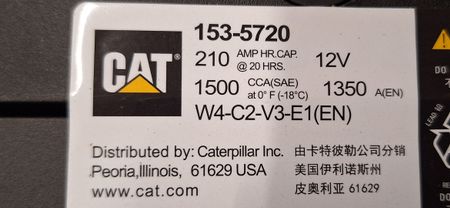 CAT
153-5720
210 AMP HR.CAP. @ 20 HRS. 12V
1500 CCA(SAE) at 0° F (-18°C) 1350 A(EN)
W4-C2-V3-E1(EN)
Distributed by: Caterpillar Inc.
Peoria,Illinois, 61629 USA
www.cat.com
由卡特彼勒公司分销
美国伊利诺斯州
皮奥利亚 61629
DO
LEAD